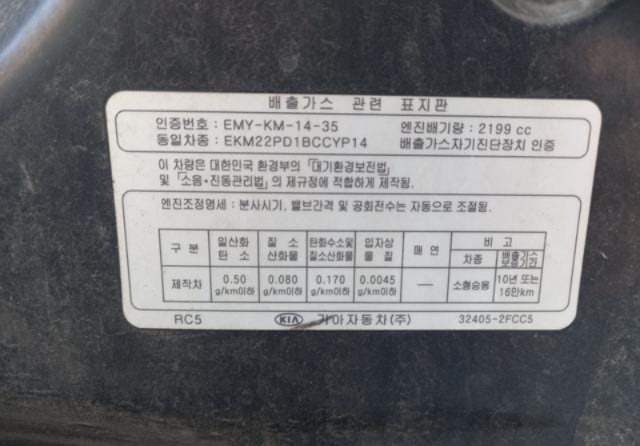 배출가스 관련 표지판
인증번호 : EMY-KM-14-35 엔진배기량 : 2199 cc
동일차종 : EKM22PD1BCCYP14 배출가스자기진단장치 인증
이 차량은 대한민국 환경부의 「대기환경보전법」
및 「소음·진동관리법」의 제규정에 적합하게 제작됨.
엔진조정명세 : 분사시기, 밸브간격 및 공회전수는 자동으로 조절됨.
구 분 일산화탄소 질소산화물 탄화수소및질소산화물 입자상물질 매 연 비 고
차종 배출가스보증기간
제작차 0.50 g/km이하 0.080 g/km이하 0.170 g/km이하 0.0045 g/km이하 — 소형승용 10년 또는 16만km
RC5 KIA 기아자동차(주) 32405-2FCC5